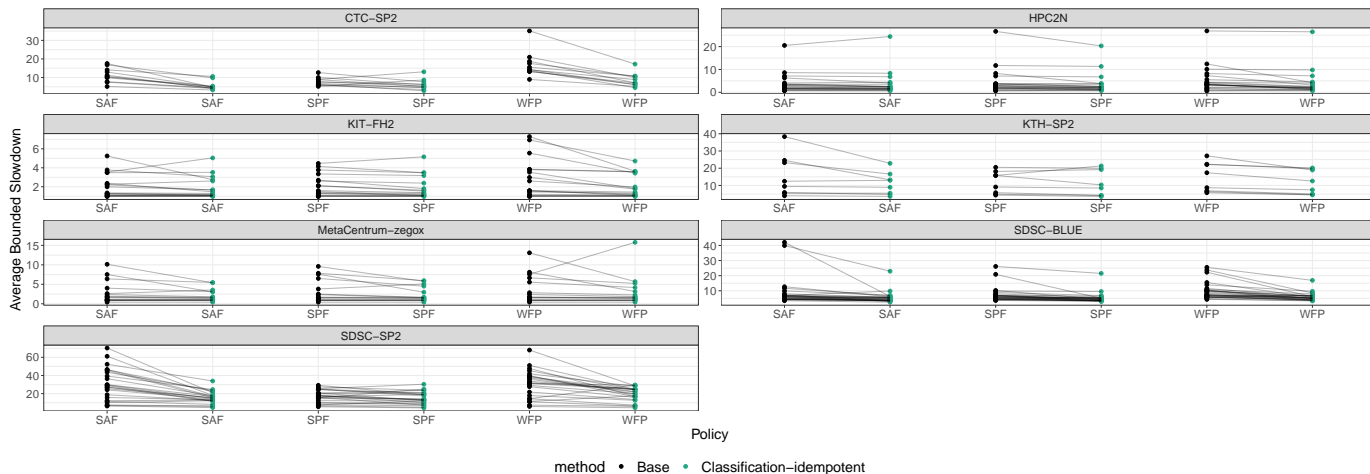 CTC−SP2
HPC2N
30
20
10
20
10
0
SAF SAF SPF SPF WFP WFP
SAF SAF SPF SPF WFP WFP
KIT−FH2
KTH−SP2
6
4
2
40
30
20
10
SAF SAF SPF SPF WFP WFP
SAF SAF SPF SPF WFP WFP
MetaCentrum−zegox
SDSC−BLUE
15
10
5
0
40
30
20
10
SAF SAF SPF SPF WFP WFP
SAF SAF SPF SPF WFP WFP
SDSC−SP2
60
40
20
SAF SAF SPF SPF WFP WFP
Average Bounded Slowdown
Policy
method Base Classification−idempotent